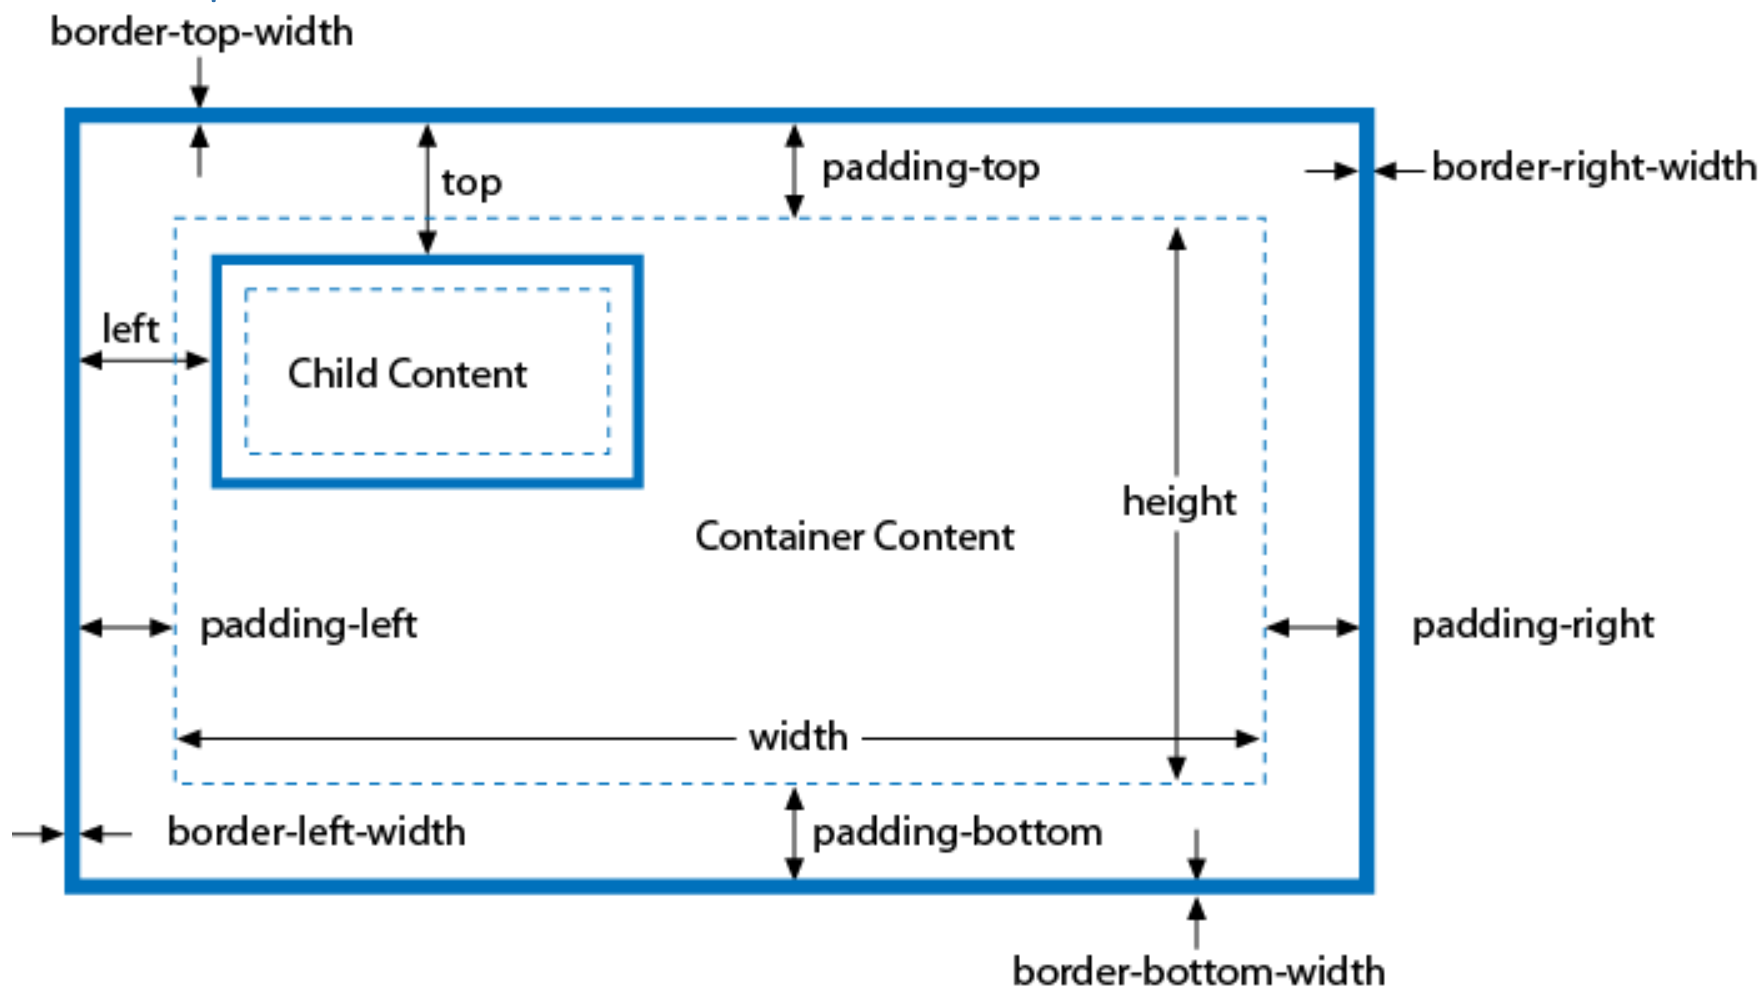 border-top-width
top
padding-top
border-right-width
left
Child Content
height
Container Content
padding-left
padding-right
width
border-left-width
padding-bottom
border-bottom-width